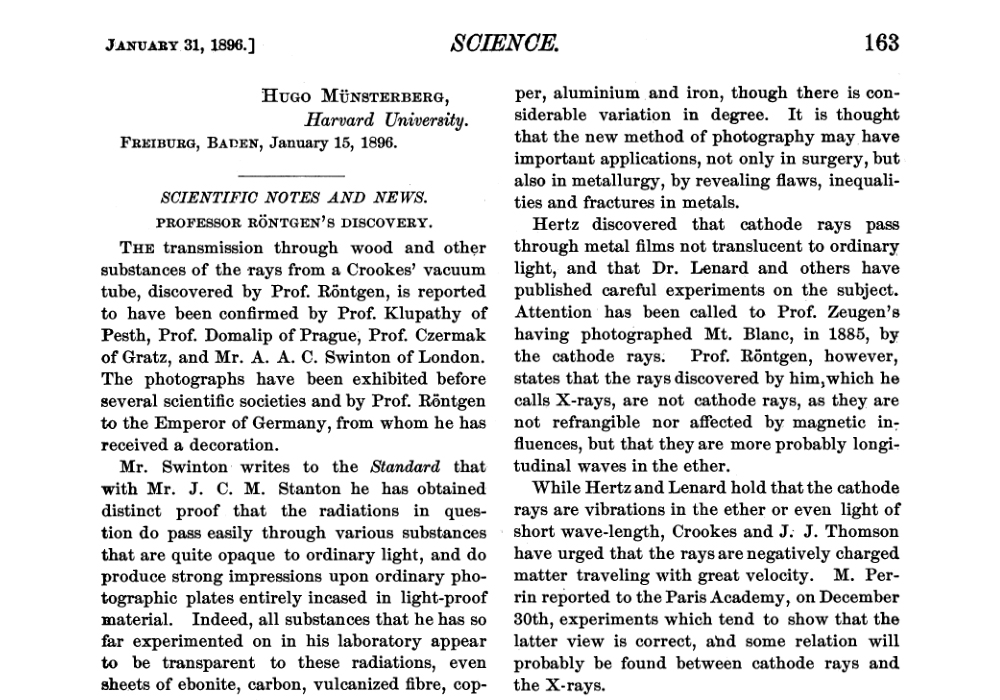 JANUARY 31, 1896.]
SCIENCE.
163
HUGO MÜNSTERBERG,
Harvard University.
FREIBURG, BADEN, January 15, 1896.
SCIENTIFIC NOTES AND NEWS.
PROFESSOR RÖNTGEN'S DISCOVERY.
THE transmission through wood and other
substances of the rays from a Crookes' vacuum
tube, discovered by Prof. Röntgen, is reported
to have been confirmed by Prof. Klupathy of
Pesth, Prof. Domalip of Prague, Prof. Czermak
of Gratz, and Mr. A. A. C. Swinton of London.
The photographs have been exhibited before
several scientific societies and by Prof. Röntgen
to the Emperor of Germany, from whom he has
received a decoration.
Mr. Swinton writes to the Standard that
with Mr. J. C. M. Stanton he has obtained
distinct proof that the radiations in ques-
tion do pass easily through various substances
that are quite opaque to ordinary light, and do
produce strong impressions upon ordinary pho-
tographic plates entirely incased in light-proof
material. Indeed, all substances that he has so
far experimented on in his laboratory appear
to be transparent to these radiations, even
sheets of ebonite, carbon, vulcanized fibre, cop-
per, aluminium and iron, though there is con-
siderable variation in degree. It is thought
that the new method of photography may have
important applications, not only in surgery, but
also in metallurgy, by revealing flaws, inequali-
ties and fractures in metals.
Hertz discovered that cathode rays pass
through metal films not translucent to ordinary
light, and that Dr. Lenard and others have
published careful experiments on the subject.
Attention has been called to Prof. Zeugen's
having photographed Mt. Blanc, in 1885, by
the cathode rays. Prof. Röntgen, however,
states that the rays discovered by him, which he
calls X-rays, are not cathode rays, as they are
not refrangible nor affected by magnetic in-
fluences, but that they are more probably longi-
tudinal waves in the ether.
While Hertz and Lenard hold that the cathode
rays are vibrations in the ether or even light of
short wave-length, Crookes and J. J. Thomson
have urged that the rays are negatively charged
matter traveling with great velocity. M. Per-
rin reported to the Paris Academy, on December
30th, experiments which tend to show that the
latter view is correct, and some relation will
probably be found between cathode rays and
the X-rays.